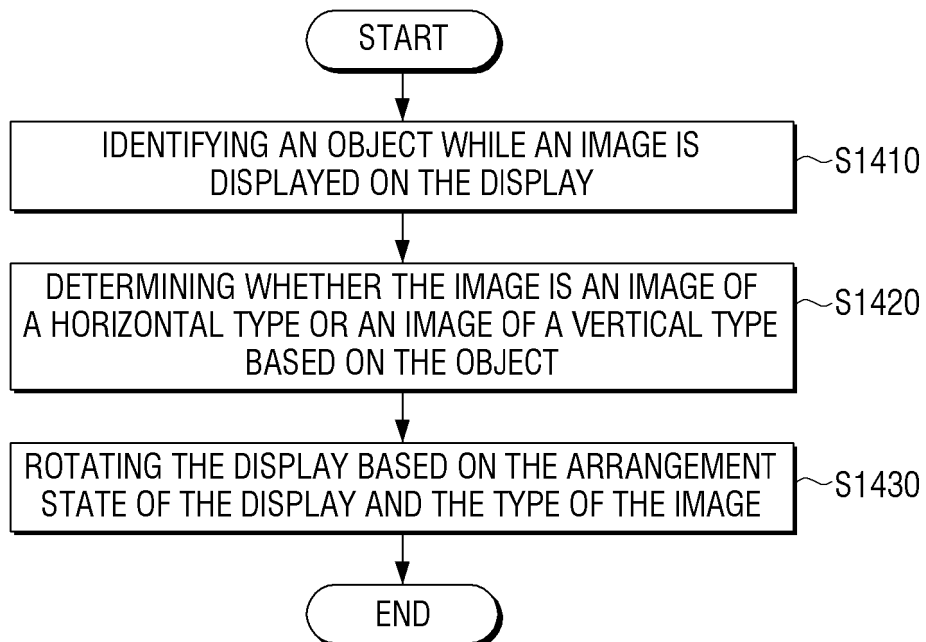 START
IDENTIFYING AN OBJECT WHILE AN IMAGE IS
DISPLAYED ON THE DISPLAY
S1410
DETERMINING WHETHER THE IMAGE IS AN IMAGE OF
A HORIZONTAL TYPE OR AN IMAGE OF A VERTICAL TYPE
BASED ON THE OBJECT
S1420
ROTATING THE DISPLAY BASED ON THE ARRANGEMENT
STATE OF THE DISPLAY AND THE TYPE OF THE IMAGE
S1430
END